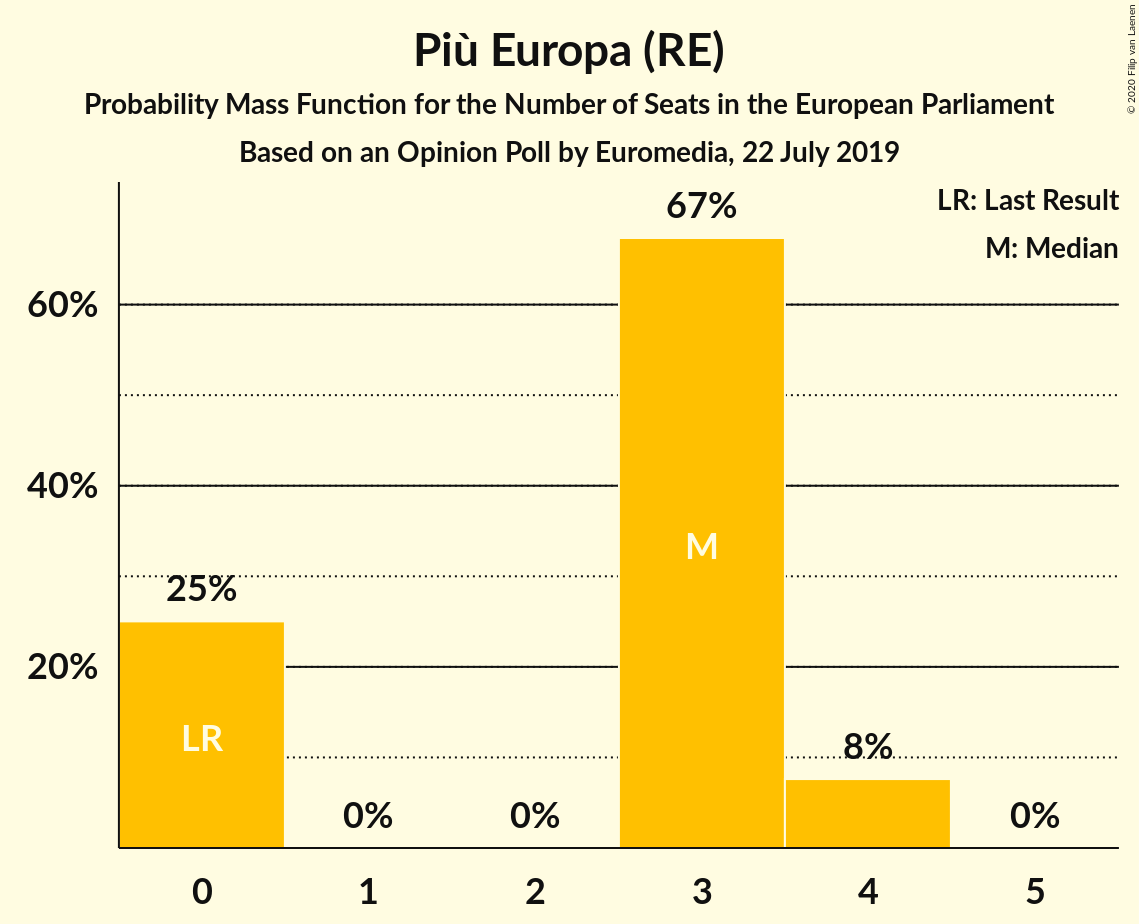 Più Europa (RE)
Probability Mass Function for the Number of Seats in the European Parliament
Based on an Opinion Poll by Euromedia, 22 July 2019
© 2020 Filip van Laenen
LR: Last Result
M: Median
67%
60%
40%
M
25%
20%
LR
8%
0%
0%
0%
0
1
2
3
4
5